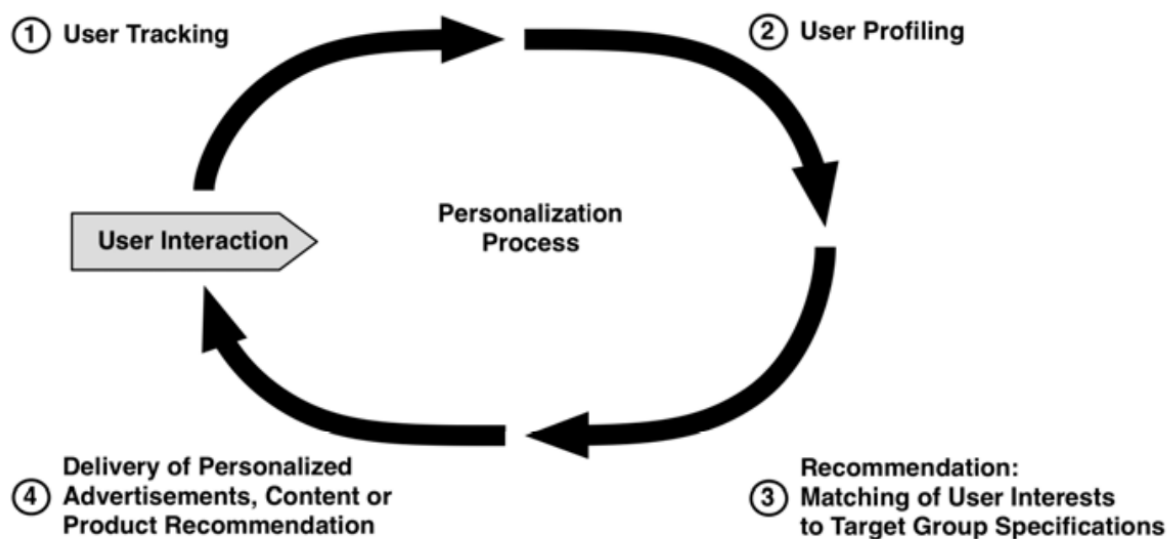 1 User Tracking
2 User Profiling
User Interaction
Personalization
Process
4 Delivery of Personalized
Advertisements, Content or
Product Recommendation
3 Recommendation:
Matching of User Interests
to Target Group Specifications